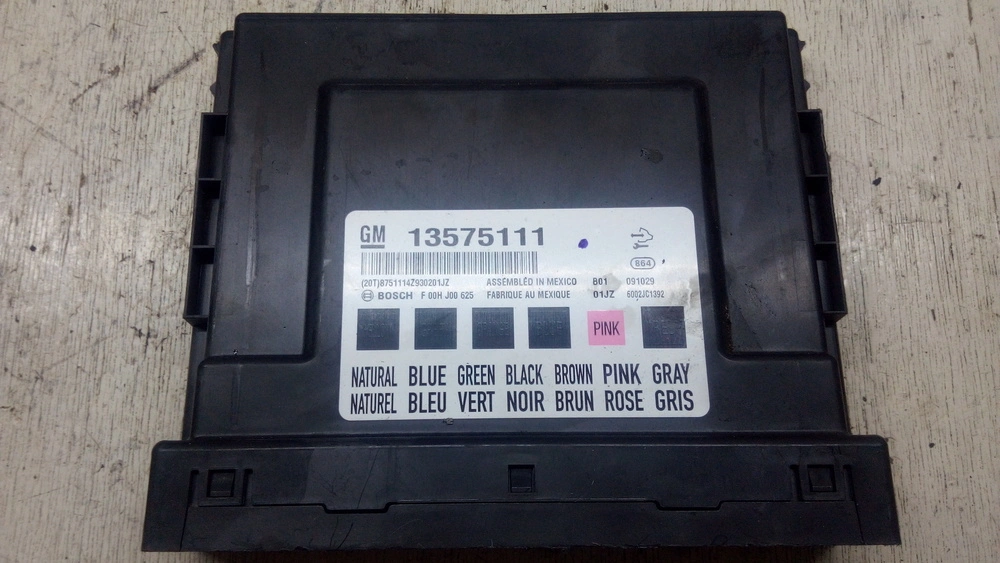 GM 13575111
864
(20T)8751114Z930201JZ ASSEMBLED IN MEXICO B01 091029
BOSCH F 00H J00 625 FABRIQUE AU MEXIQUE 01JZ 6002JC1392
PINK
NATURAL BLUE GREEN BLACK BROWN PINK GRAY
NATUREL BLEU VERT NOIR BRUN ROSE GRIS